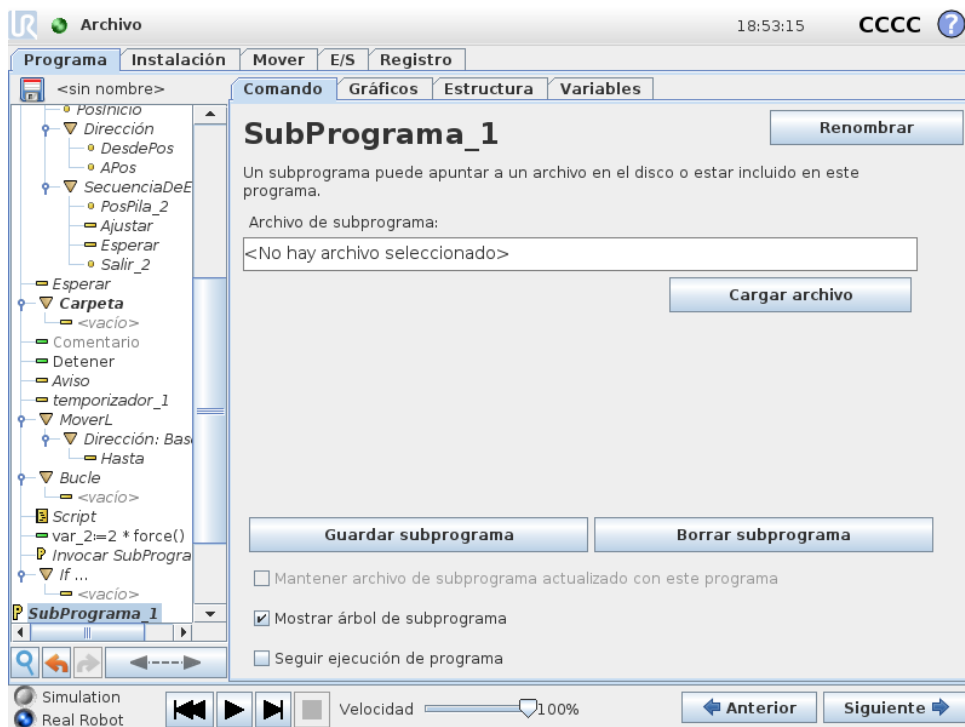 UR Archivo 18:53:15 CCCC ?
Programa Instalación Mover E/S Registro
<sin nombre>
PosInicio
Dirección
DesdePos
APos
SecuenciaDeE
PosPila_2
Ajustar
Esperar
Salir_2
Esperar
Carpeta
<vacío>
Comentario
Detener
Aviso
temporizador_1
MoverL
Dirección: Bas
Hasta
Bucle
<vacío>
Script
var_2≔2 * force()
Invocar SubProgra
If ...
<vacío>
SubPrograma_1
Comando Gráficos Estructura Variables
SubPrograma_1
Renombrar
Un subprograma puede apuntar a un archivo en el disco o estar incluido en este
programa.
Archivo de subprograma:
<No hay archivo seleccionado>
Cargar archivo
Guardar subprograma Borrar subprograma
Mantener archivo de subprograma actualizado con este programa
Mostrar árbol de subprograma
Seguir ejecución de programa
Simulation
Real Robot
Velocidad 100%
Anterior Siguiente